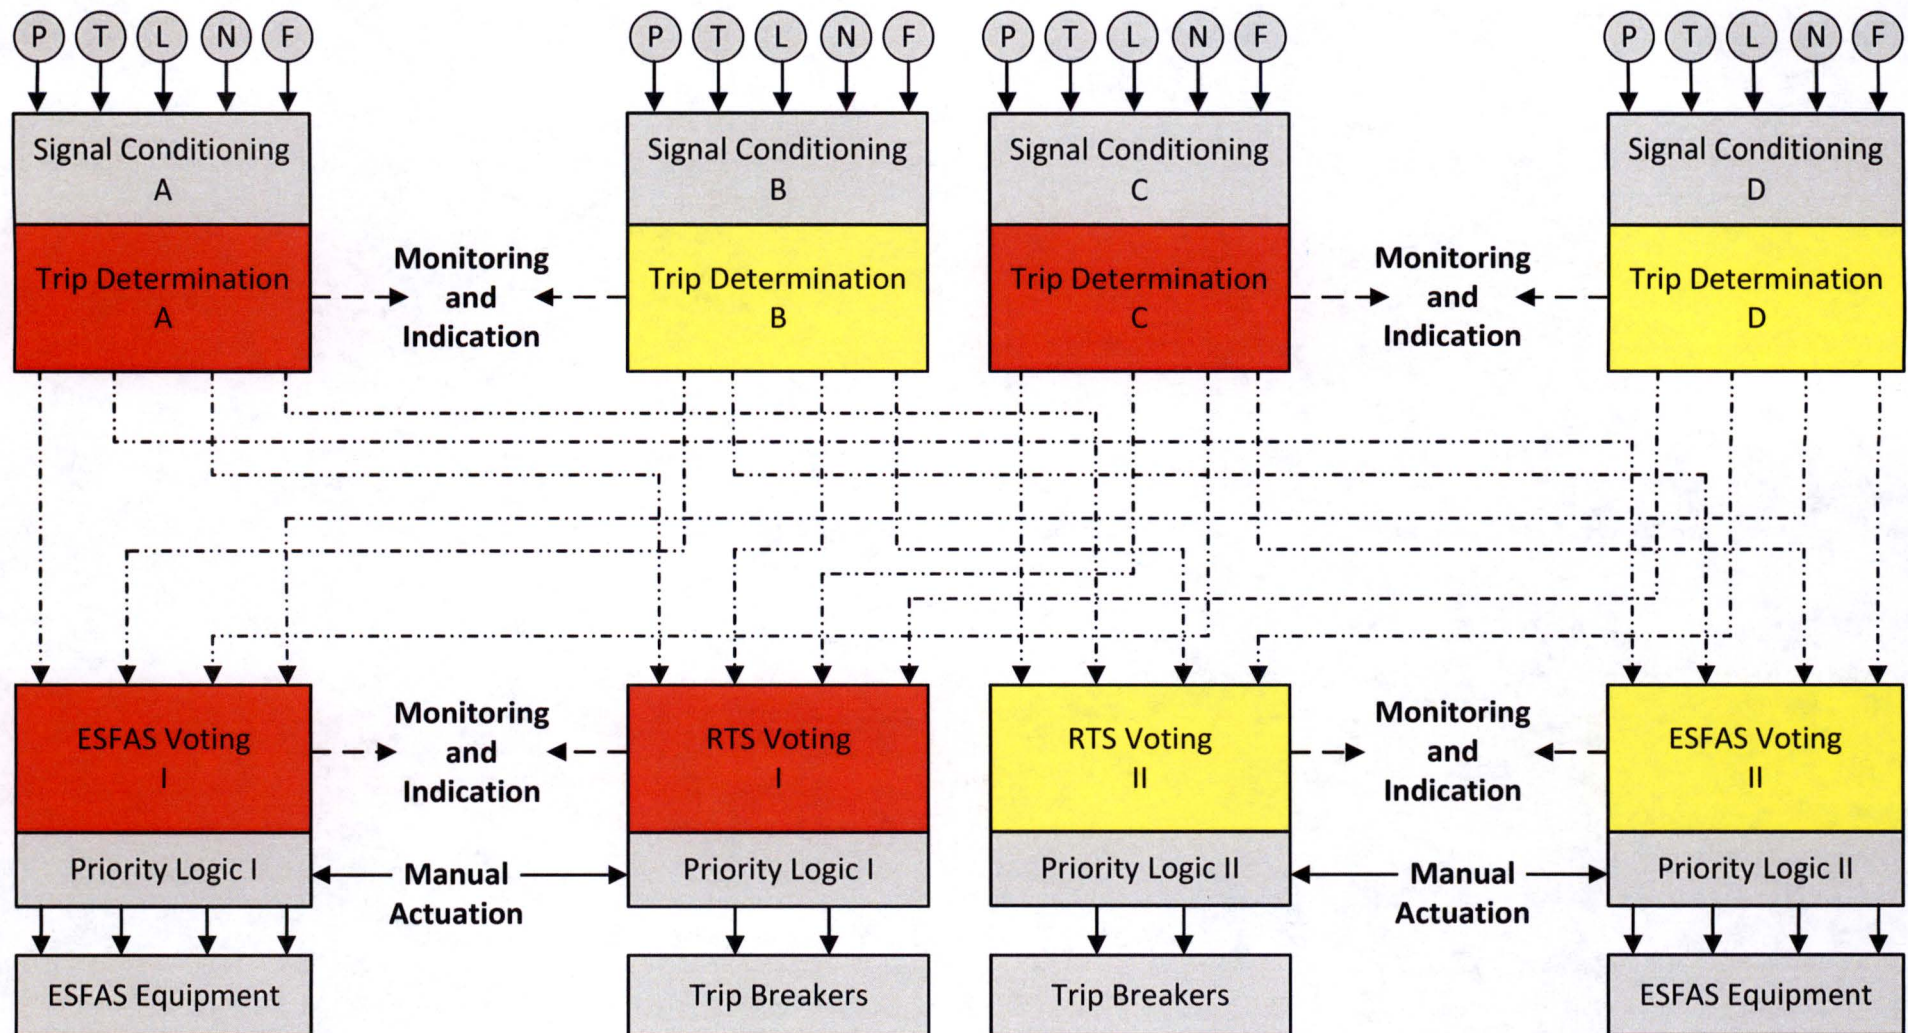 P T L N F P T L N F P T L N F P T L N F
Signal Conditioning
A
Signal Conditioning
B
Signal Conditioning
C
Signal Conditioning
D
Trip Determination
A
Monitoring
and
Indication
Trip Determination
B
Trip Determination
C
Monitoring
and
Indication
Trip Determination
D
ESFAS Voting
I
Monitoring
and
Indication
RTS Voting
I
RTS Voting
II
Monitoring
and
Indication
ESFAS Voting
II
Priority Logic I
Manual
Actuation
Priority Logic I
Priority Logic II
Manual
Actuation
Priority Logic II
ESFAS Equipment
Trip Breakers
Trip Breakers
ESFAS Equipment